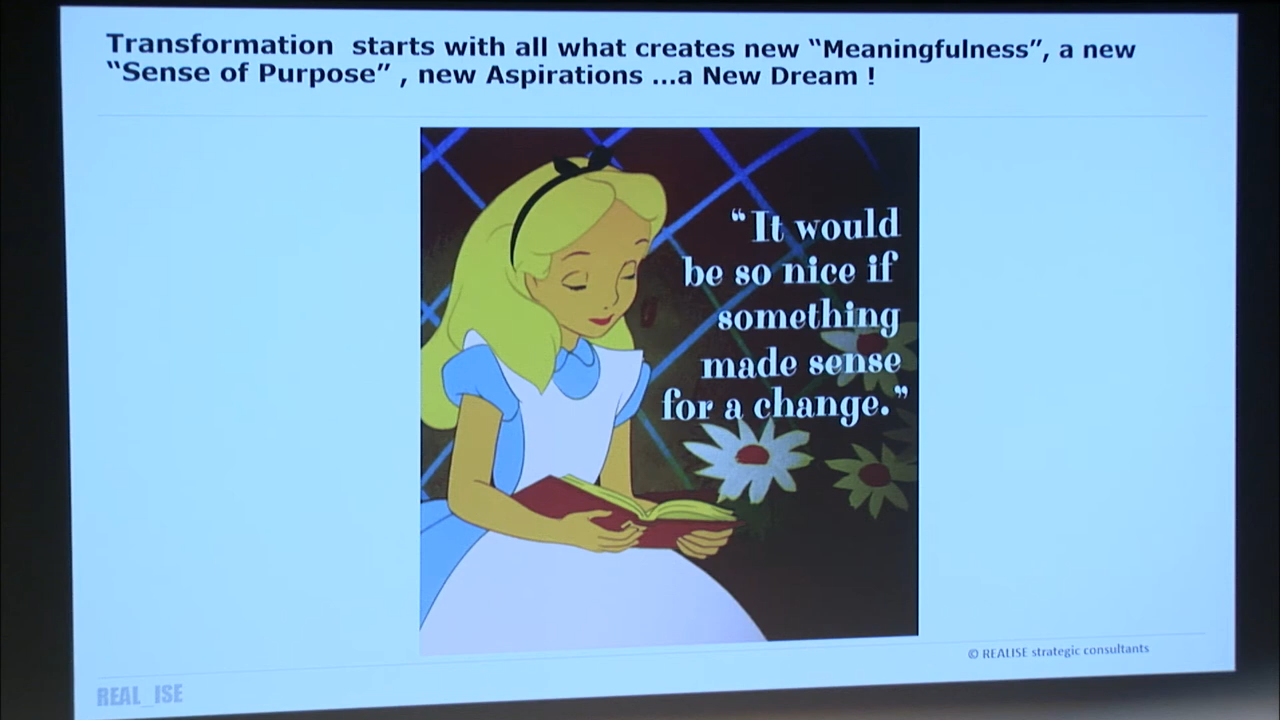 Transformation starts with all what creates new “Meaningfulness”, a new
“Sense of Purpose” , new Aspirations ...a New Dream !
“It would
be so nice if
something
made sense
for a change.”
© REALISE strategic consultants
REAL_ISE